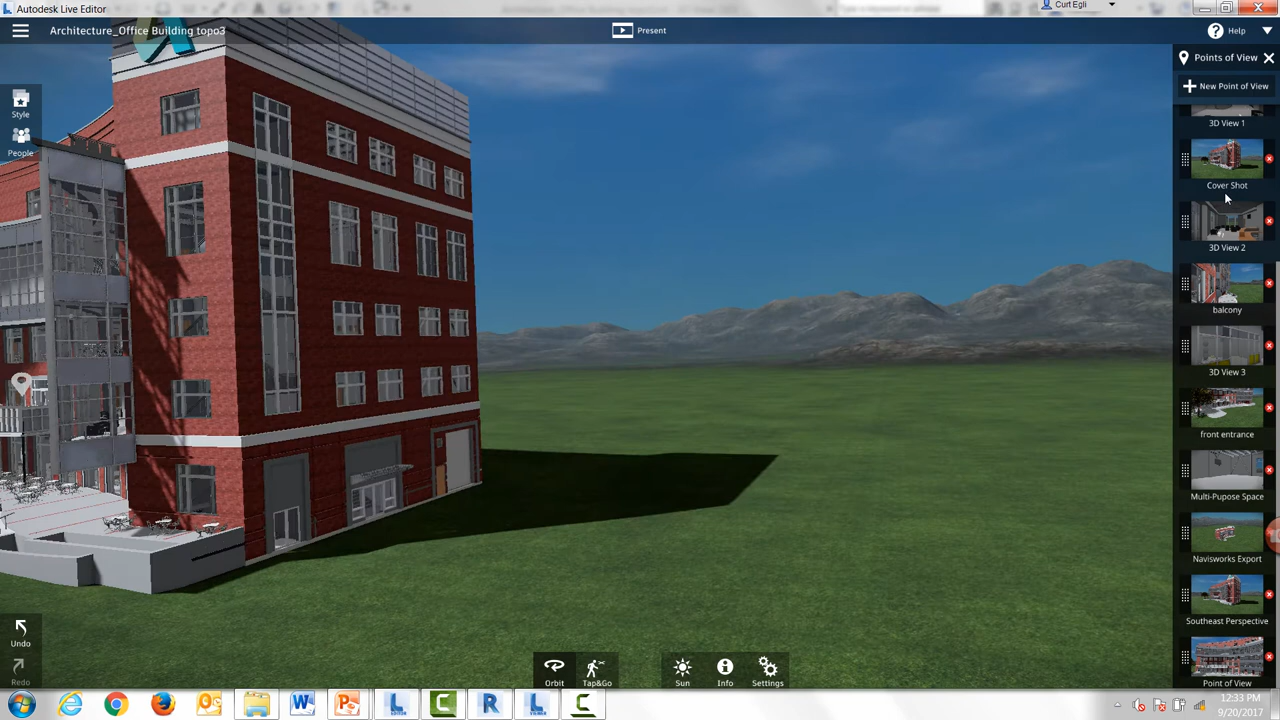 Autodesk Live Editor
Curt Egli
Architecture_Office Building topo3
Present
Help
Style
People
Points of View
New Point of View
3D View 1
Cover Shot
3D View 2
balcony
3D View 3
front entrance
Multi-Pupose Space
Navisworks Export
Southeast Perspective
Point of View
Undo
Redo
Orbit
Tap&Go
Sun
Info
Settings
EDITOR
VIEWER
12:33 PM
9/20/2017